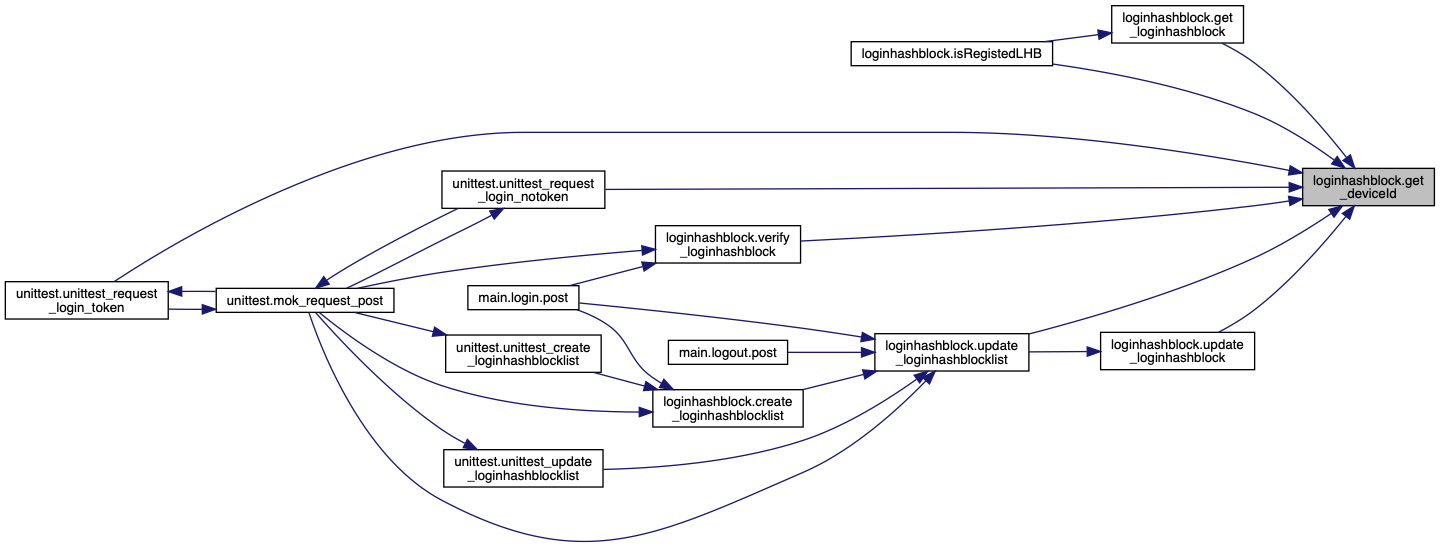 loginhashblock.get
_loginhashblock
loginhashblock.isRegistedLHB
loginhashblock.get
_deviceId
unittest.unittest_request
_login_notoken
loginhashblock.verify
_loginhashblock
unittest.unittest_request
_login_token
unittest.mok_request_post
main.login.post
unittest.unittest_create
_loginhashblocklist
main.logout.post
loginhashblock.update
_loginhashblocklist
loginhashblock.update
_loginhashblock
loginhashblock.create
_loginhashblocklist
unittest.unittest_update
_loginhashblocklist